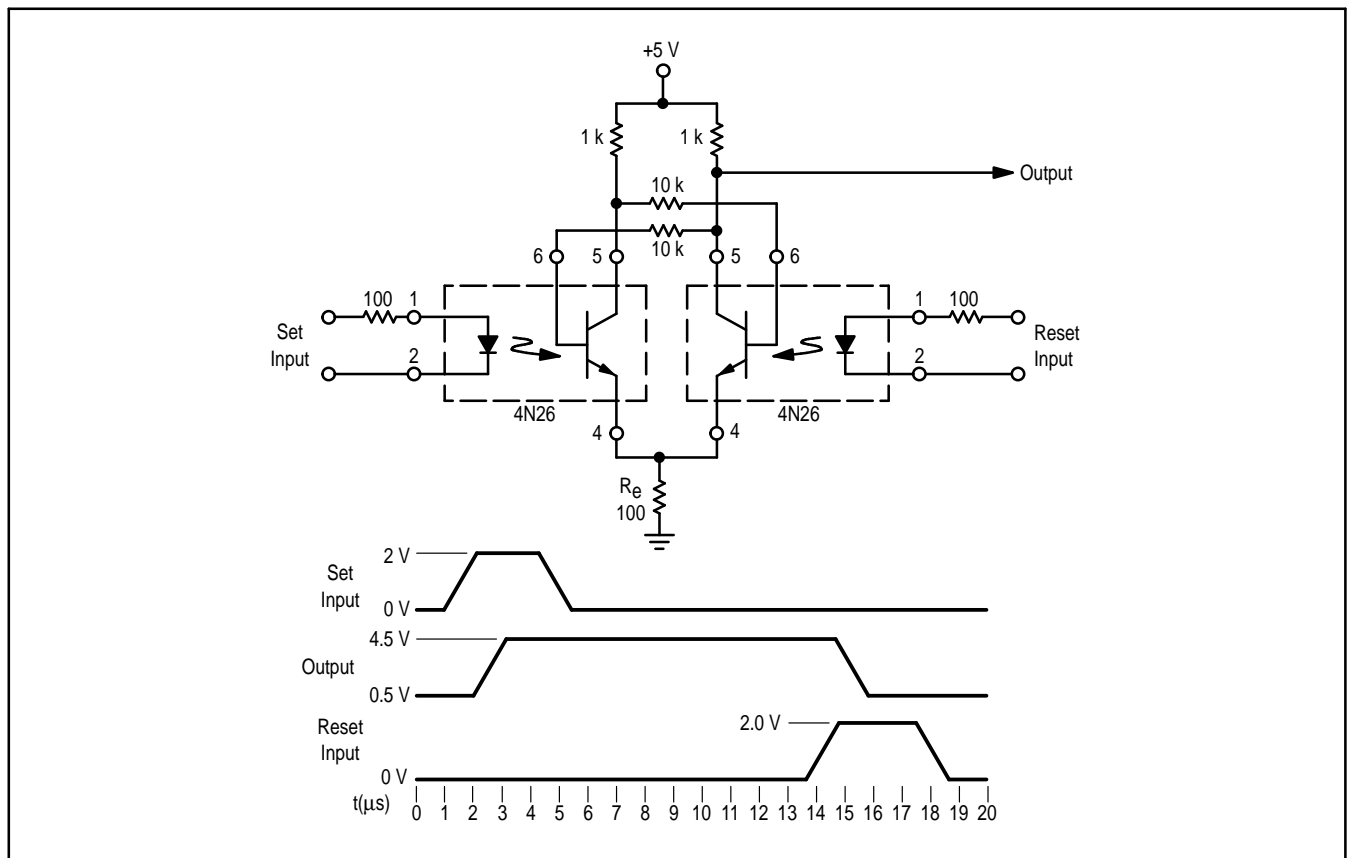 +5 V
1 k
1 k
Output
10 k
10 k
6
5
5
6
100
1
1
100
Set
Input
Reset
Input
2
2
4N26
4N26
4
4
Re
100
Set
Input
2 V
0 V
Output
4.5 V
0.5 V
Reset
Input
2.0 V
0 V
t(μs)
0 1 2 3 4 5 6 7 8 9 10 11 12 13 14 15 16 17 18 19 20